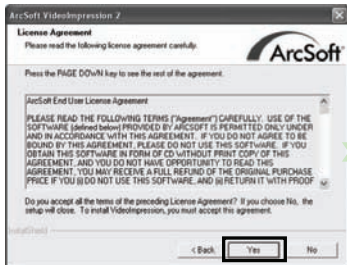 ArcSoft VideoImpression 2
License Agreement
Please read the following license agreement carefully.
ArcSoft
Press the PAGE DOWN key to see the rest of the agreement.
ArcSoft End User License Agreement
PLEASE READ THE FOLLOWING TERMS ("Agreement") CAREFULLY. USE OF THE
SOFTWARE (defined below) PROVIDED BY ARCSOFT IS PERMITTED ONLY UNDER
AND IN ACCORDANCE WITH THIS AGREEMENT. IF YOU DO NOT AGREE TO BE
BOUND BY THIS AGREEMENT, PLEASE DO NOT USE THIS SOFTWARE. IF YOU
OBTAIN THIS SOFTWARE IN FORM OF CD WITHOUT PRINT COPY OF THIS
AGREEMENT, AND YOU DO NOT HAVE OPPORTUNITY TO READ THIS
AGREEMENT, YOU MAY RECEIVE A FULL REFUND OF THE ORIGINAL PURCHASE
PRICE IF YOU (i) DO NOT USE THIS SOFTWARE, AND (ii) RETURN IT WITH PROOF
Do you accept all the terms of the preceding License Agreement? If you choose No, the
setup will close. To install VideoImpression, you must accept this agreement.
InstallShield
< Back
Yes
No